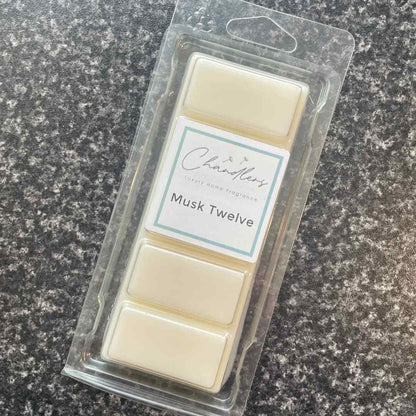 Chandlers
luxury home fragrance
Musk Twelve